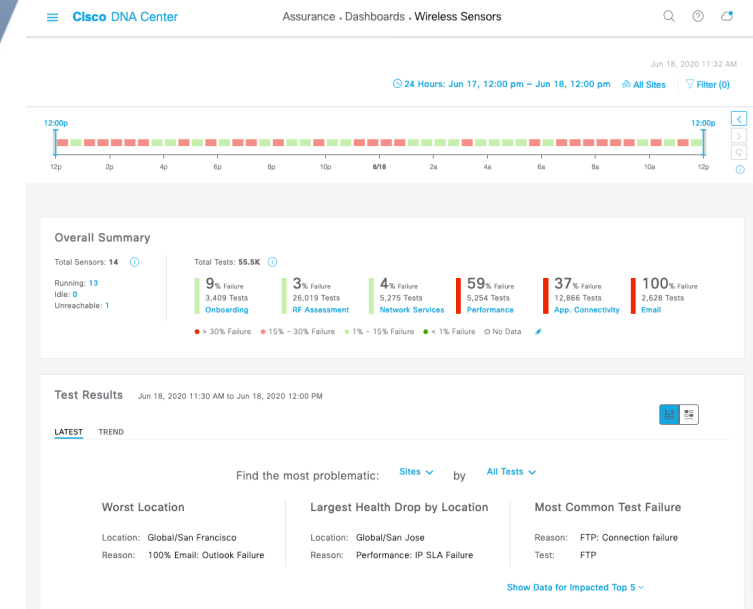 Cisco DNA Center
Assurance . Dashboards . Wireless Sensors
Jun 18, 2020 11:32 AM
24 Hours: Jun 17, 12:00 pm – Jun 18, 12:00 pm All Sites Filter (0)
12:00p 12:00p
12p 2p 4p 6p 8p 10p 6/18 2a 4a 6a 8a 10a 12p
Overall Summary
Total Sensors: 14 Total Tests: 55.5K
Running: 13
Idle: 0
Unreachable: 1
9% Failure 3% Failure 4% Failure 59% Failure 37% Failure 100% Failure
3,409 Tests 26,019 Tests 5,275 Tests 5,254 Tests 12,866 Tests 2,628 Tests
Onboarding RF Assessment Network Services Performance App. Connectivity Email
> 30% Failure 15% - 30% Failure 1% - 15% Failure < 1% Failure No Data
Test Results Jun 18, 2020 11:30 AM to Jun 18, 2020 12:00 PM
LATEST TREND
Find the most problematic: Sites by All Tests
Worst Location Largest Health Drop by Location Most Common Test Failure
Location: Global/San Francisco Location: Global/San Jose Reason: FTP: Connection failure
Reason: 100% Email: Outlook Failure Reason: Performance: IP SLA Failure Test: FTP
Show Data for Impacted Top 5